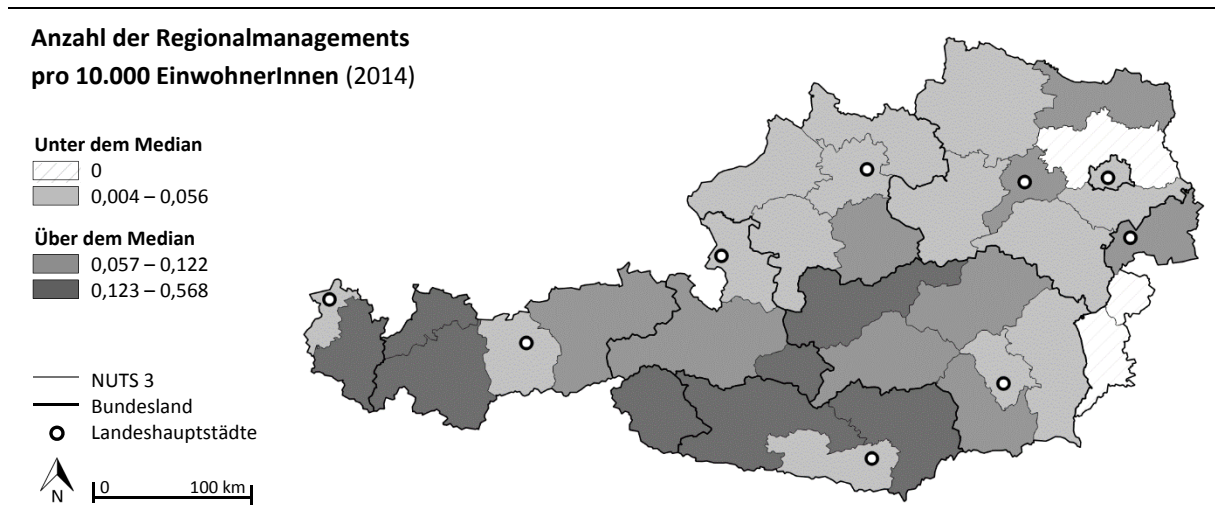 Anzahl der Regionalmanagements
pro 10.000 EinwohnerInnen (2014)
Unter dem Median
0
0,004 – 0,056
Über dem Median
0,057 – 0,122
0,123 – 0,568
NUTS 3
Bundesland
Landeshauptstädte
N
0 100 km